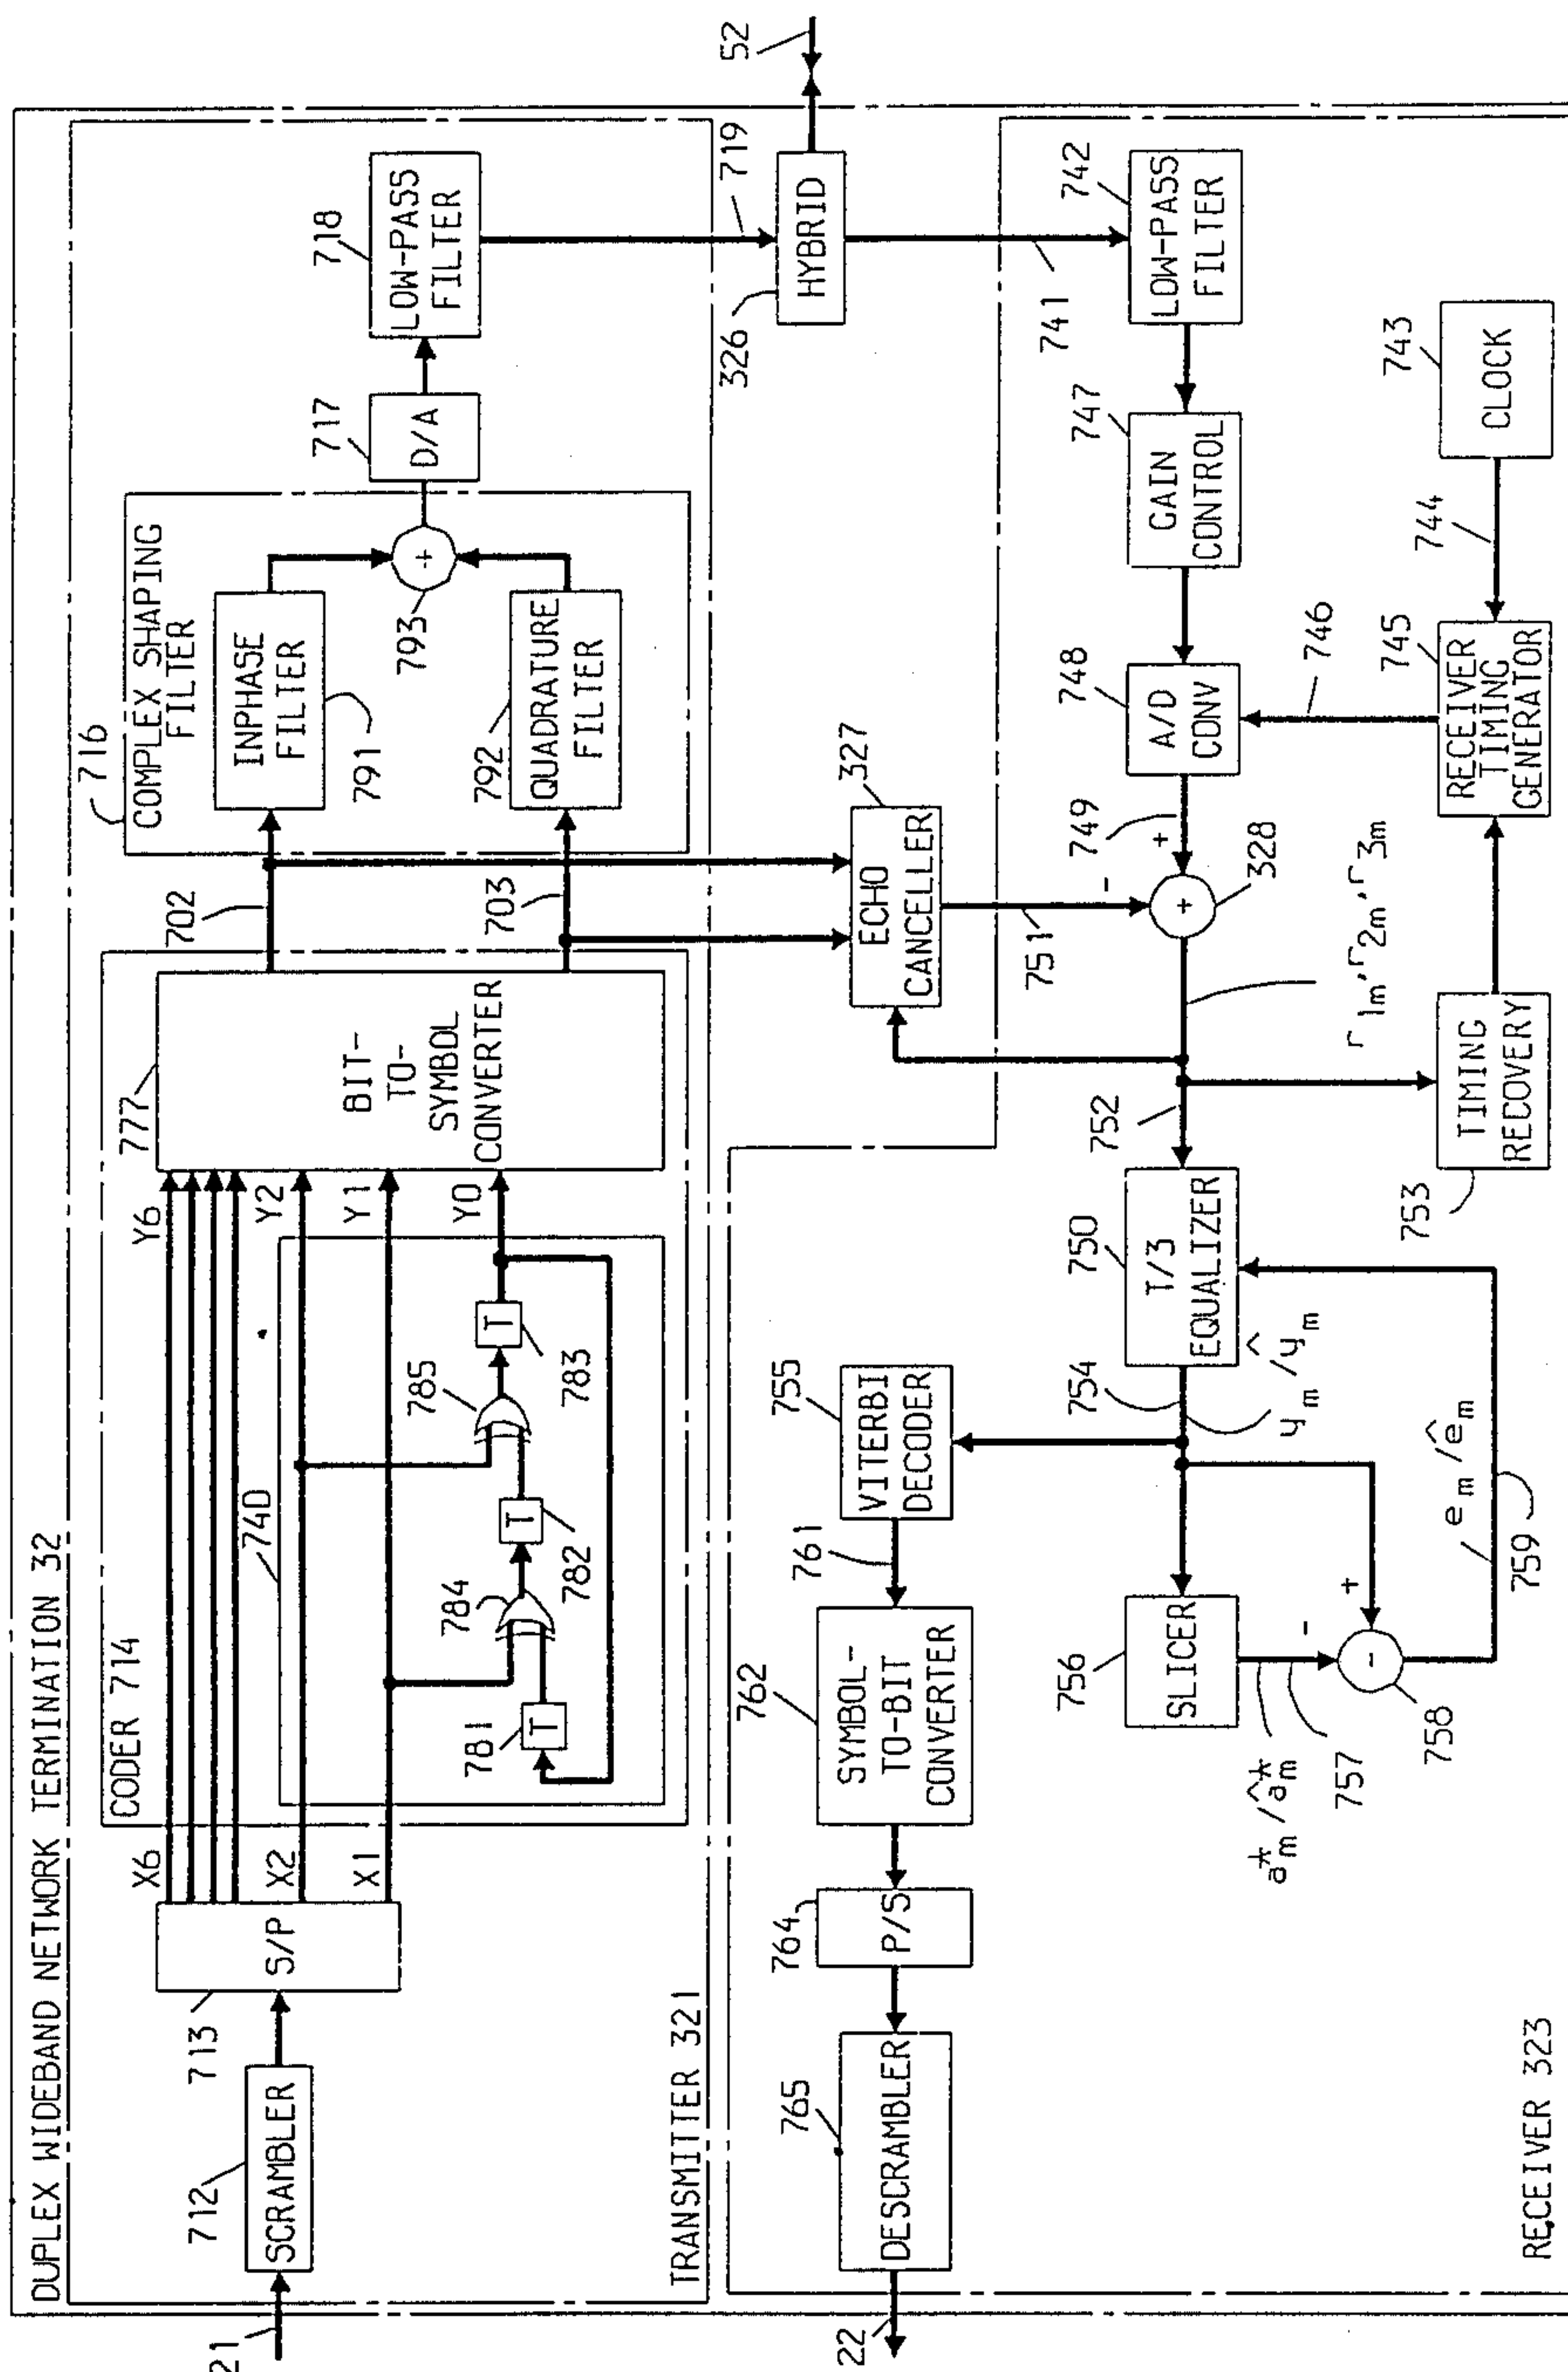 DUPLEX WIDEBAND NETWORK TERMINATION 32
21
712
SCRAMBLER
713
S/P
X6
X2
X1
CODER 714
740
781
T
784
782
T
785
783
T
Y6
Y2
Y1
Y0
777
BIT-
TO-
SYMBOL
CONVERTER
702
703
716
COMPLEX SHAPING
FILTER
INPHASE
FILTER
791
792
QUADRATURE
FILTER
793
+
717
D/A
718
LOW-PASS
FILTER
TRANSMITTER 321
719
326
HYBRID
52
327
ECHO
CANCELLER
751
741
742
LOW-PASS
FILTER
747
GAIN
CONTROL
748
A/D
CONV
749
+
-
+
328
743
CLOCK
744
745
RECEIVER
TIMING
GENERATOR
746
r1m,r2m,r3m
752
753
TIMING
RECOVERY
750
T/3
EQUALIZER
754
ym/ŷm
755
VITERBI
DECODER
761
762
SYMBOL-
TO-BIT
CONVERTER
764
P/S
765
DESCRAMBLER
22
756
SLICER
a*m/â*m
757
-
+
-
758
em/êm
759
RECEIVER 323